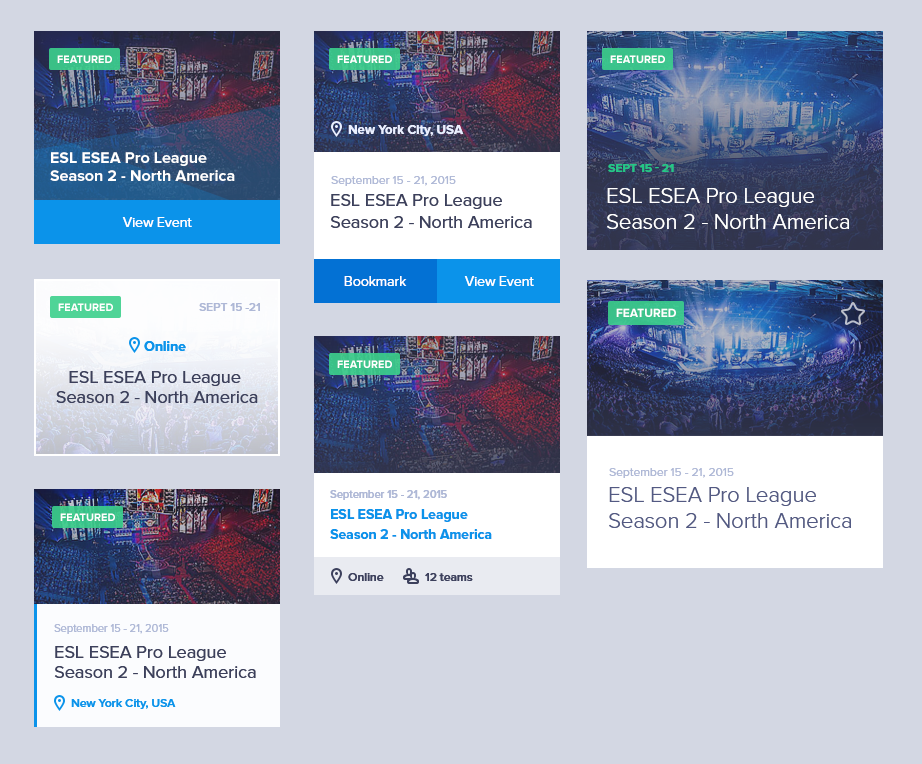 FEATURED
ESL ESEA Pro League
Season 2 - North America
View Event
FEATURED
SEPT 15 -21
Online
ESL ESEA Pro League
Season 2 - North America
FEATURED
September 15 - 21, 2015
ESL ESEA Pro League
Season 2 - North America
New York City, USA
FEATURED
New York City, USA
September 15 - 21, 2015
ESL ESEA Pro League
Season 2 - North America
Bookmark
View Event
FEATURED
September 15 - 21, 2015
ESL ESEA Pro League
Season 2 - North America
Online
12 teams
FEATURED
SEPT 15 - 21
ESL ESEA Pro League
Season 2 - North America
FEATURED
September 15 - 21, 2015
ESL ESEA Pro League
Season 2 - North America